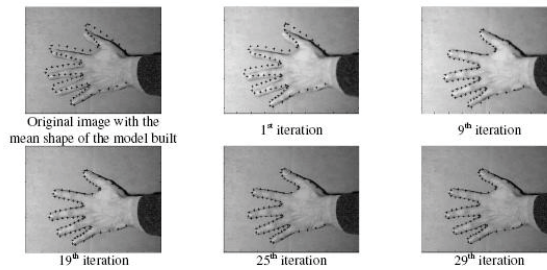 Original image with the
mean shape of the model built
1st iteration
9th iteration
19th iteration
25th iteration
29th iteration